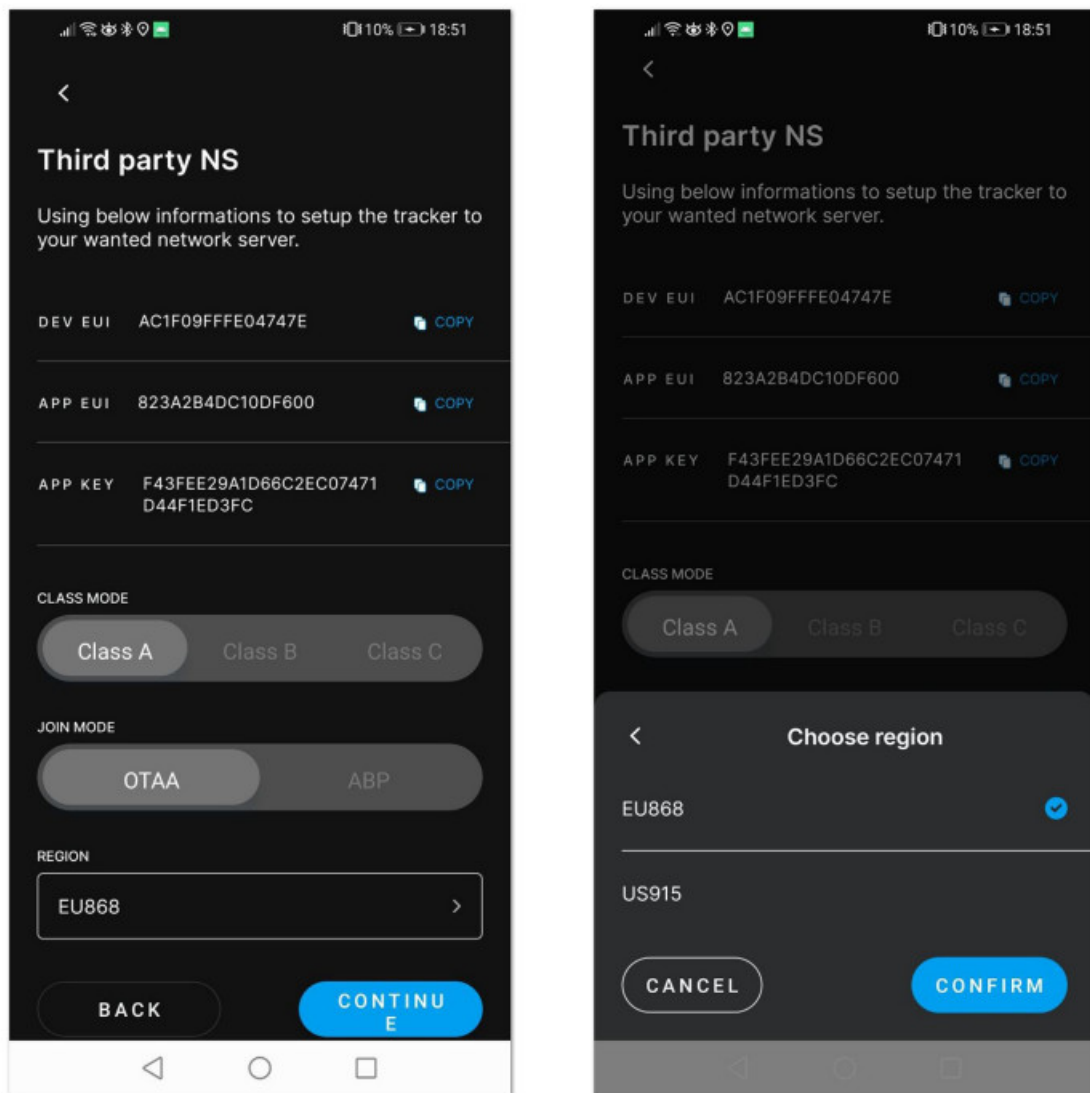 10% 18:51
Third party NS
Using below informations to setup the tracker to
your wanted network server.
DEV EUI AC1F09FFFE04747E COPY
APP EUI 823A2B4DC10DF600 COPY
APP KEY F43FEE29A1D66C2EC07471 COPY
D44F1ED3FC
CLASS MODE
Class A Class B Class C
JOIN MODE
OTAA ABP
REGION
EU868
BACK CONTINU
E
10% 18:51
Third party NS
Using below informations to setup the tracker to
your wanted network server.
DEV EUI AC1F09FFFE04747E COPY
APP EUI 823A2B4DC10DF600 COPY
APP KEY F43FEE29A1D66C2EC07471 COPY
D44F1ED3FC
CLASS MODE
Class A Class B Class C
Choose region
EU868
US915
CANCEL CONFIRM